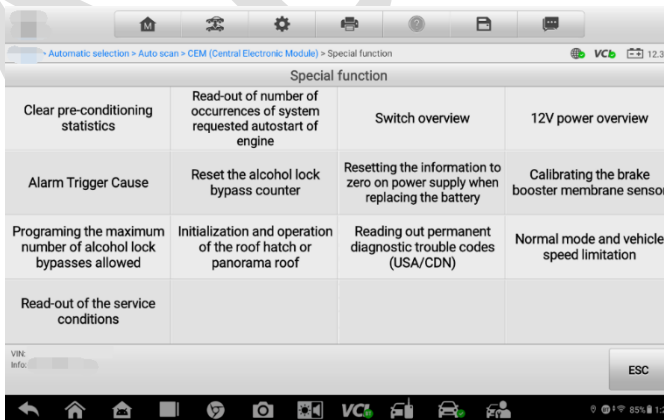 > Automatic selection > Auto scan > CEM (Central Electronic Module) > Special function
VCb 12.3
Special function
Clear pre-conditioning
statistics
Read-out of number of
occurrences of system
requested autostart of
engine
Switch overview
12V power overview
Alarm Trigger Cause
Reset the alcohol lock
bypass counter
Resetting the information to
zero on power supply when
replacing the battery
Calibrating the brake
booster membrane sensor
Programing the maximum
number of alcohol lock
bypasses allowed
Initialization and operation
of the roof hatch or
panorama roof
Reading out permanent
diagnostic trouble codes
(USA/CDN)
Normal mode and vehicle
speed limitation
Read-out of the service
conditions
VIN:
Info:
ESC
85%